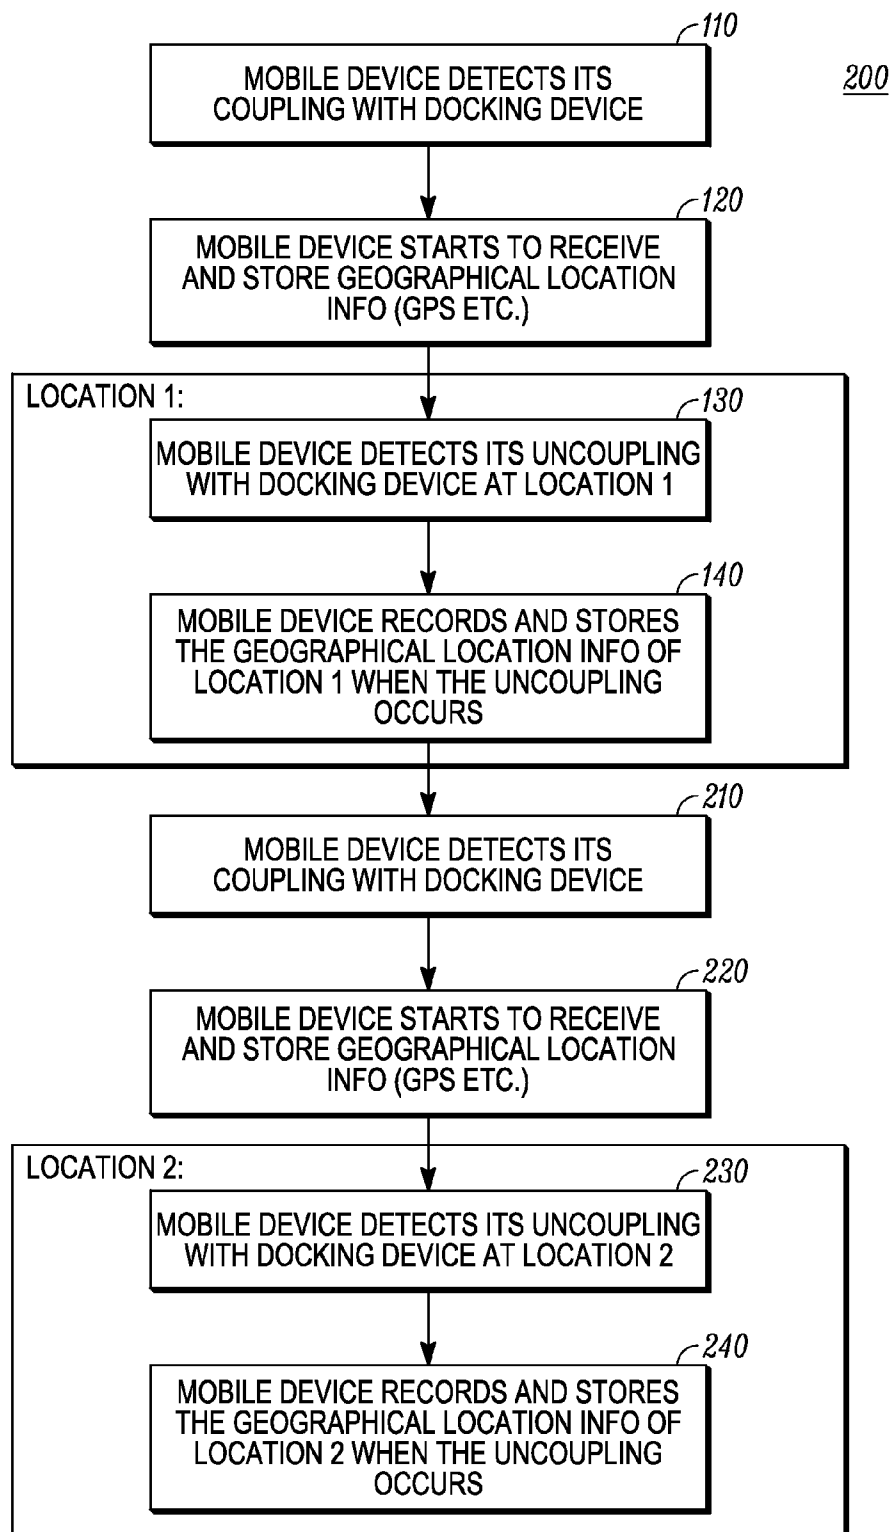 110
200
MOBILE DEVICE DETECTS ITS
COUPLING WITH DOCKING DEVICE
120
MOBILE DEVICE STARTS TO RECEIVE
AND STORE GEOGRAPHICAL LOCATION
INFO (GPS ETC.)
LOCATION 1:
130
MOBILE DEVICE DETECTS ITS UNCOUPLING
WITH DOCKING DEVICE AT LOCATION 1
140
MOBILE DEVICE RECORDS AND STORES
THE GEOGRAPHICAL LOCATION INFO OF
LOCATION 1 WHEN THE UNCOUPLING
OCCURS
210
MOBILE DEVICE DETECTS ITS
COUPLING WITH DOCKING DEVICE
220
MOBILE DEVICE STARTS TO RECEIVE
AND STORE GEOGRAPHICAL LOCATION
INFO (GPS ETC.)
LOCATION 2:
230
MOBILE DEVICE DETECTS ITS UNCOUPLING
WITH DOCKING DEVICE AT LOCATION 2
240
MOBILE DEVICE RECORDS AND STORES
THE GEOGRAPHICAL LOCATION INFO OF
LOCATION 2 WHEN THE UNCOUPLING
OCCURS